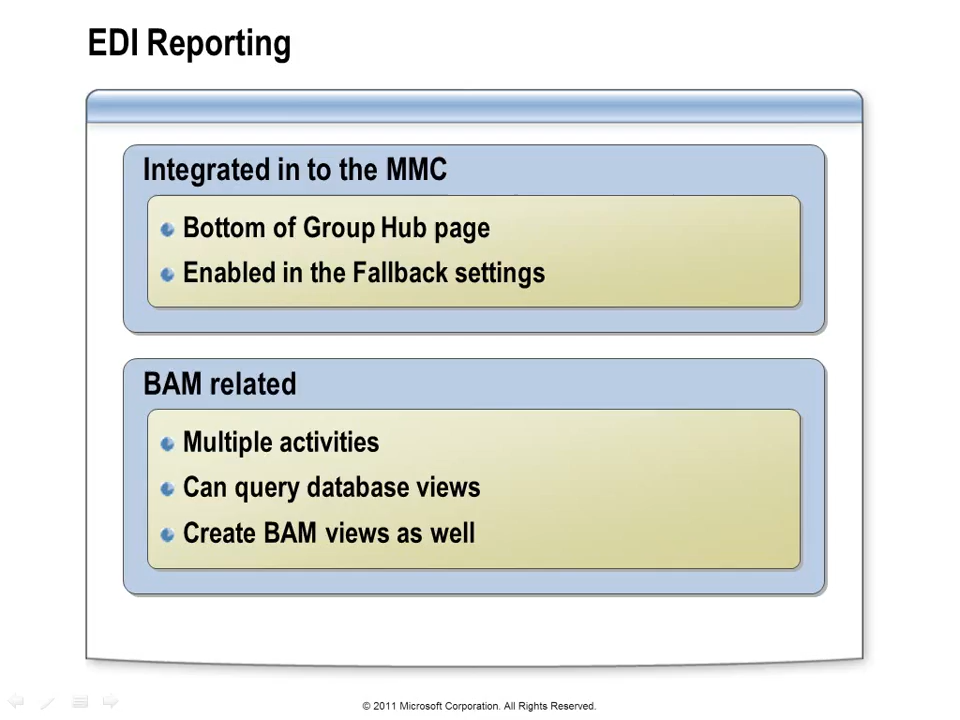 EDI Reporting
Integrated in to the MMC
Bottom of Group Hub page
Enabled in the Fallback settings
BAM related
Multiple activities
Can query database views
Create BAM views as well
© 2011 Microsoft Corporation. All Rights Reserved.